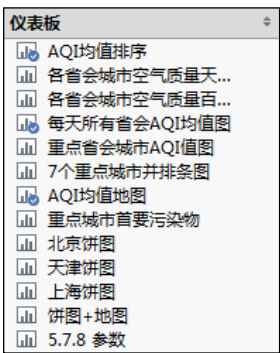 仪表板
AQI均值排序
各省会城市空气质量天...
各省会城市空气质量百...
每天所有省会AQI均值图
重点省会城市AQI值图
7个重点城市并排条图
AQI均值地图
重点城市首要污染物
北京饼图
天津饼图
上海饼图
饼图+地图
5.7.8 参数